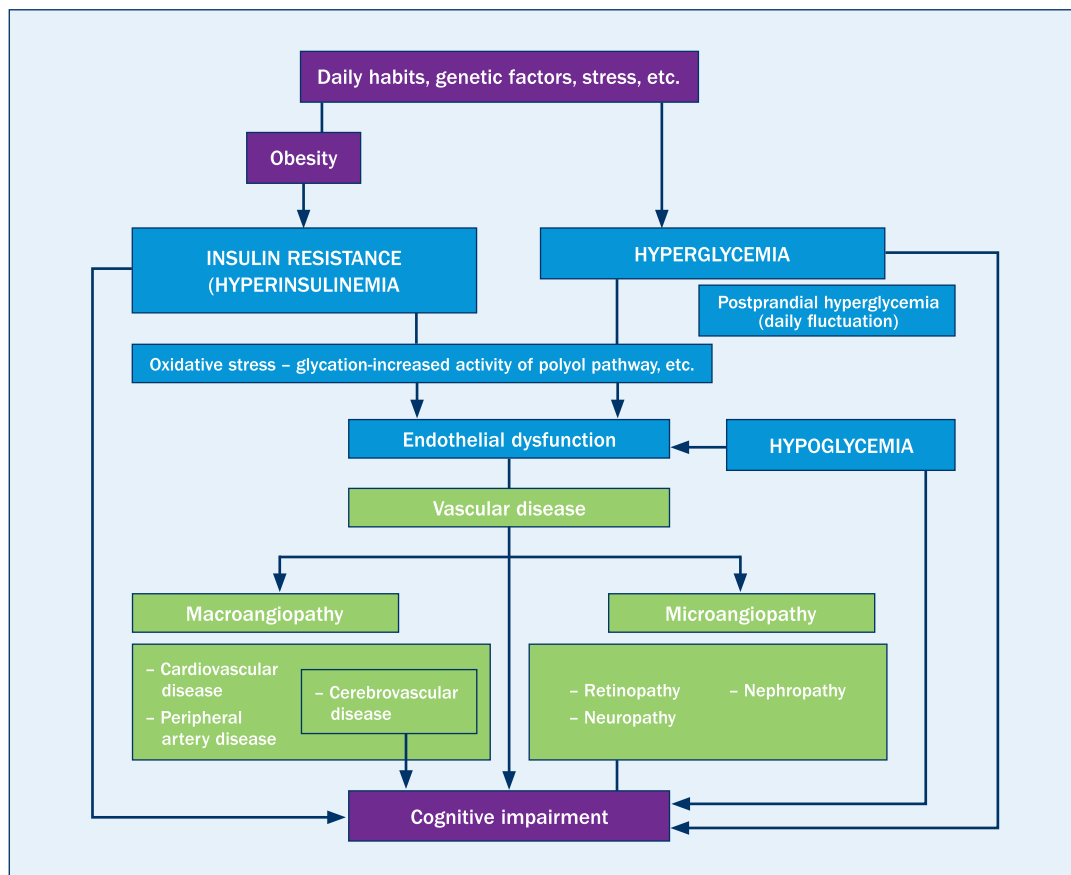 Daily habits, genetic factors, stress, etc.
Obesity
INSULIN RESISTANCE
(HYPERINSULINEMIA
HYPERGLYCEMIA
Postprandial hyperglycemia
(daily fluctuation)
Oxidative stress – glycation-increased activity of polyol pathway, etc.
Endothelial dysfunction
HYPOGLYCEMIA
Vascular disease
Macroangiopathy
Microangiopathy
– Cardiovascular
disease
– Peripheral
artery disease
– Cerebrovascular
disease
– Retinopathy
– Neuropathy
– Nephropathy
Cognitive impairment